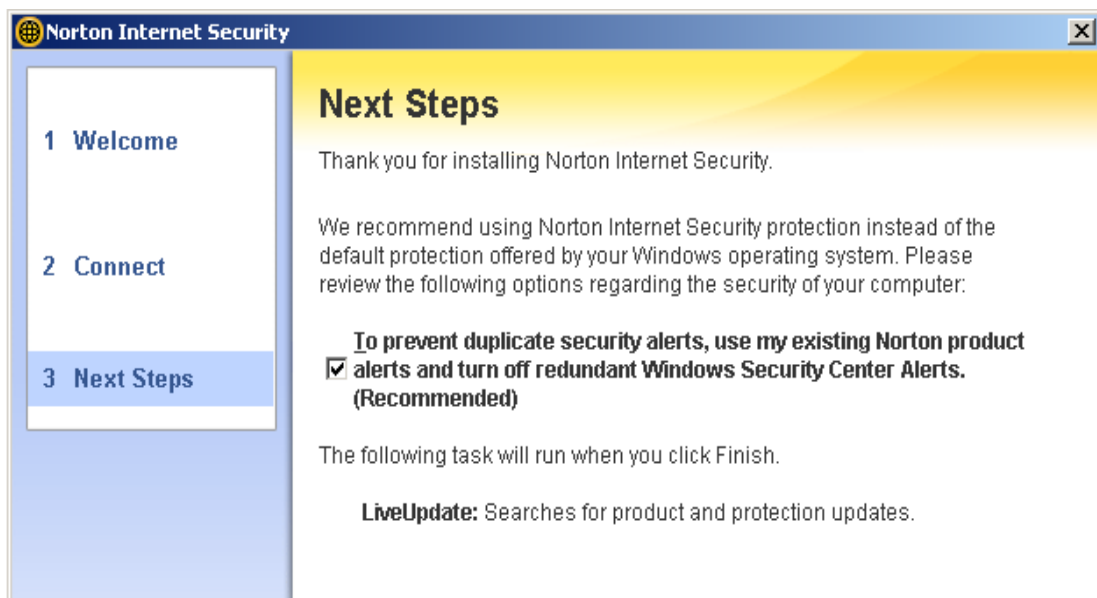 Norton Internet Security
1 Welcome
2 Connect
3 Next Steps
Next Steps
Thank you for installing Norton Internet Security.
We recommend using Norton Internet Security protection instead of the
default protection offered by your Windows operating system. Please
review the following options regarding the security of your computer:
To prevent duplicate security alerts, use my existing Norton product
alerts and turn off redundant Windows Security Center Alerts.
(Recommended)
The following task will run when you click Finish.
LiveUpdate: Searches for product and protection updates.